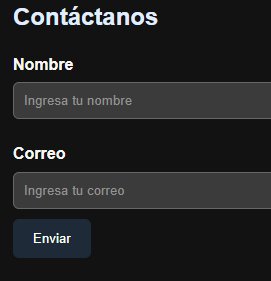 Contáctanos
Nombre
Ingresa tu nombre
Correo
Ingresa tu correo
Enviar